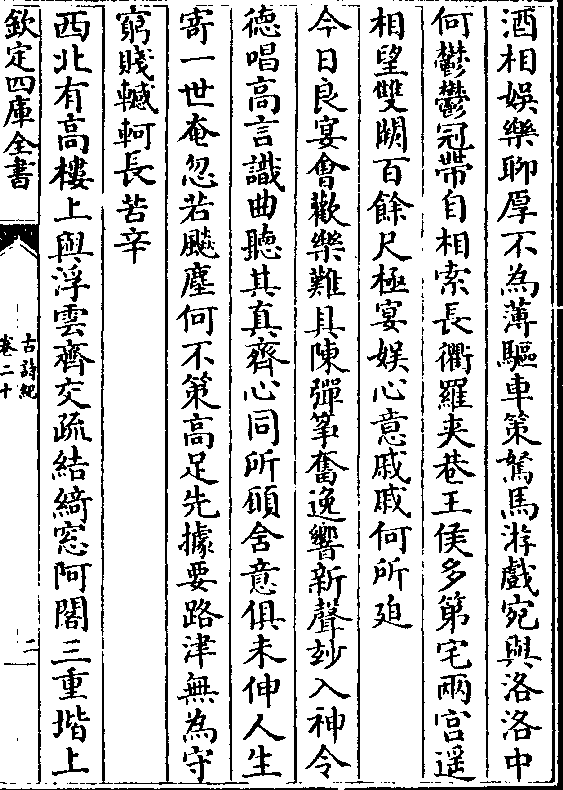 酒相娛樂聊厚不為薄驅車策駑馬游戲宛與洛洛中
何鬱鬱冠帶自相索長衢羅夾巷王侯多第宅兩宫遥
相望雙闕百餘尺極宴娱心意戚戚何所廹
今日良宴會歡樂難具陳彈筝奮逸響新聲玅入神令
德唱高言識曲聽其真齊心同所願含意俱未伸人生
寄一世奄忽若飈塵何不策高足先據要路津無為守
窮賤轗軻長苦辛
西北有高樓上與浮雲齊交疏結綺窓阿閣三重堦上
欽定四庫全書
古詩紀
卷二十
二